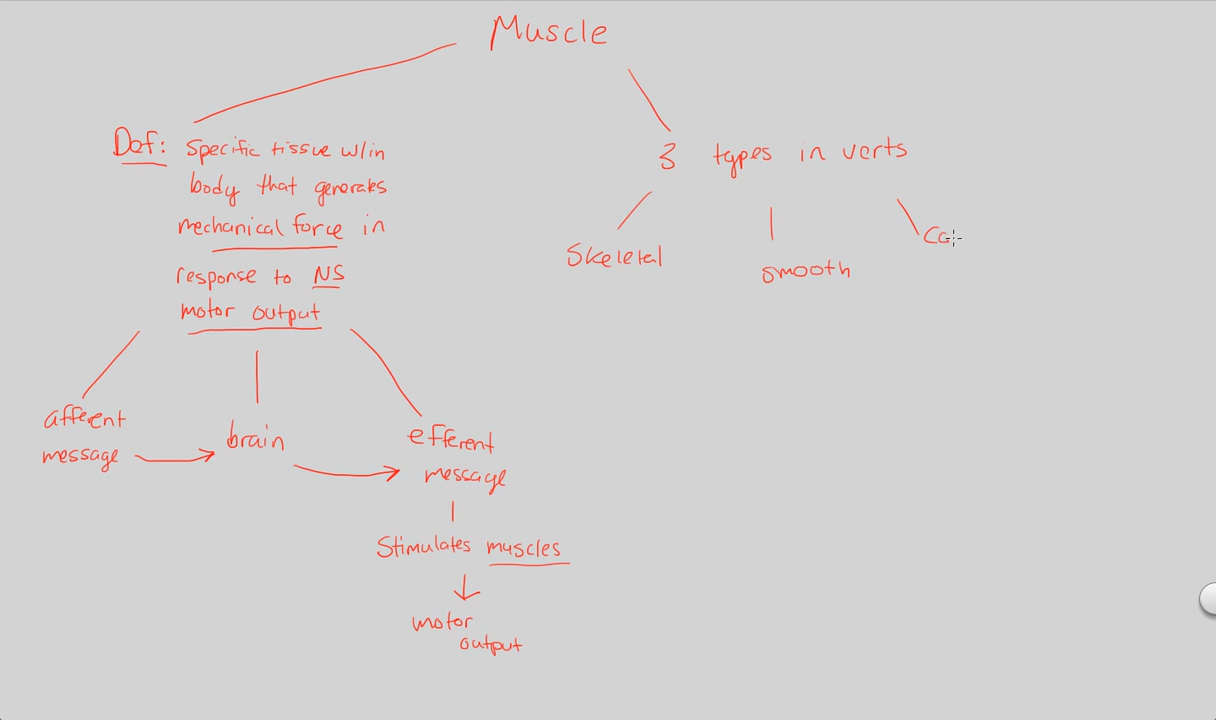 Muscle
Def: Specific tissue w/in
body that generates
mechanical force in
response to NS
motor output
afferent
message
brain
efferent
message
Stimulates muscles
motor
output
3 types in verts
Skeletal
smooth
Ca